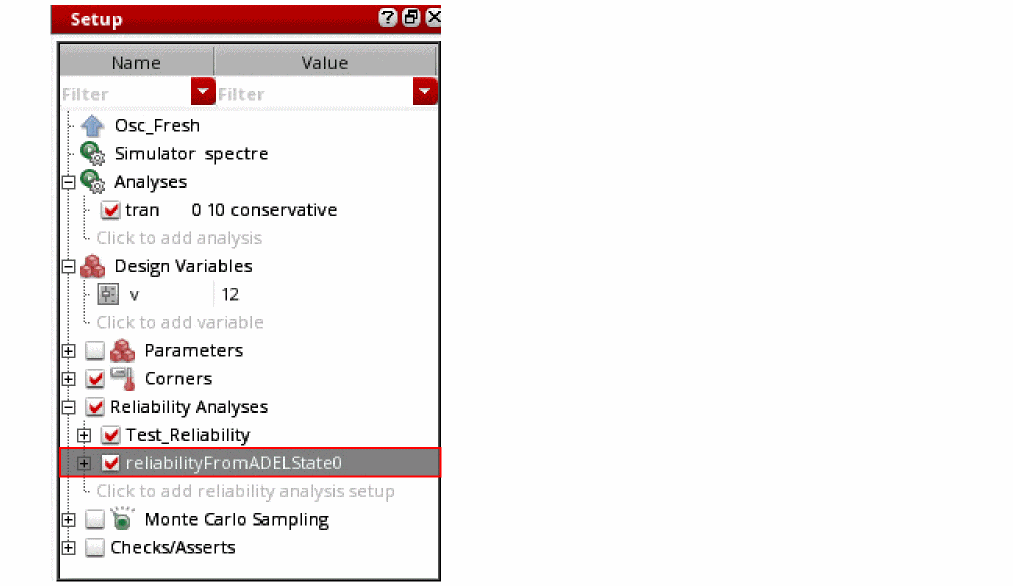 Setup
Name Value
Filter Filter
Osc_Fresh
Simulator spectre
Analyses
tran 0 10 conservative
Click to add analysis
Design Variables
v 12
Click to add variable
Parameters
Corners
Reliability Analyses
Test_Reliability
reliabilityFromADELState0
Click to add reliability analysis setup
Monte Carlo Sampling
Checks/Asserts